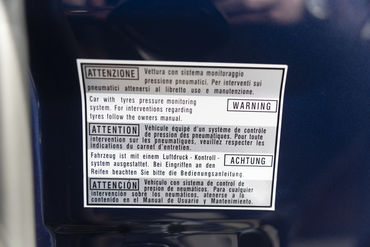 ATTENZIONE Vettura con sistema monitoraggio
pressione pneumatici. Per interventi sui
pneumatici attenersi al libretto uso e manutenzione.
Car with tyres pressure monitoring
system. For interventions regarding WARNING
tyres follow the owners manual.
ATTENTION Véhicule équipé d'un système de contrôle
de pression des pneumatiques. Pour toute
intervention sur les pneumatiques, veuillez respecter les
indications du carnet d'entretien.
Fahrzeug ist mit einem Luftdruck - Kontroll -
system ausgestattet. Bei Eingriffen an den ACHTUNG
Reifen beachten Sie bitte die Bedienungsanleitung.
ATENCIÓN Vehículo con sistema de control de
presion de neumáticos. Para cualquier
intervención sobre los neumáticos, atenerse a lo
contenido en el Manual de Usuario y Mantenimiento.